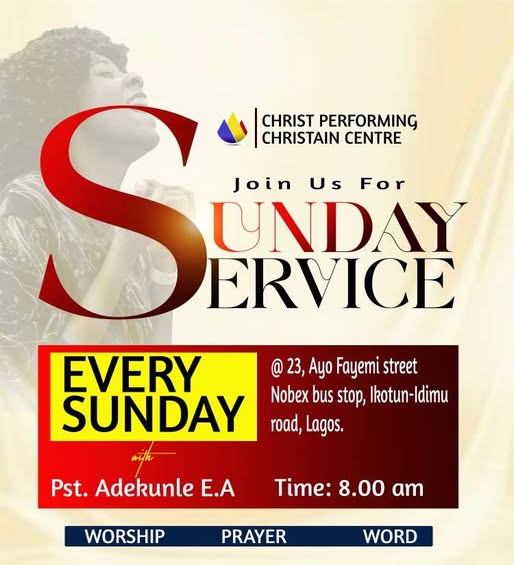 CHRIST PERFORMING
CHRISTAIN CENTRE
Join Us For
SUNDAY
SERVICE
EVERY
SUNDAY
with
Pst. Adekunle E.A
@ 23, Ayo Fayemi street
Nobex bus stop, Ikotun-Idimu
road, Lagos.
Time: 8.00 am
WORSHIP PRAYER WORD